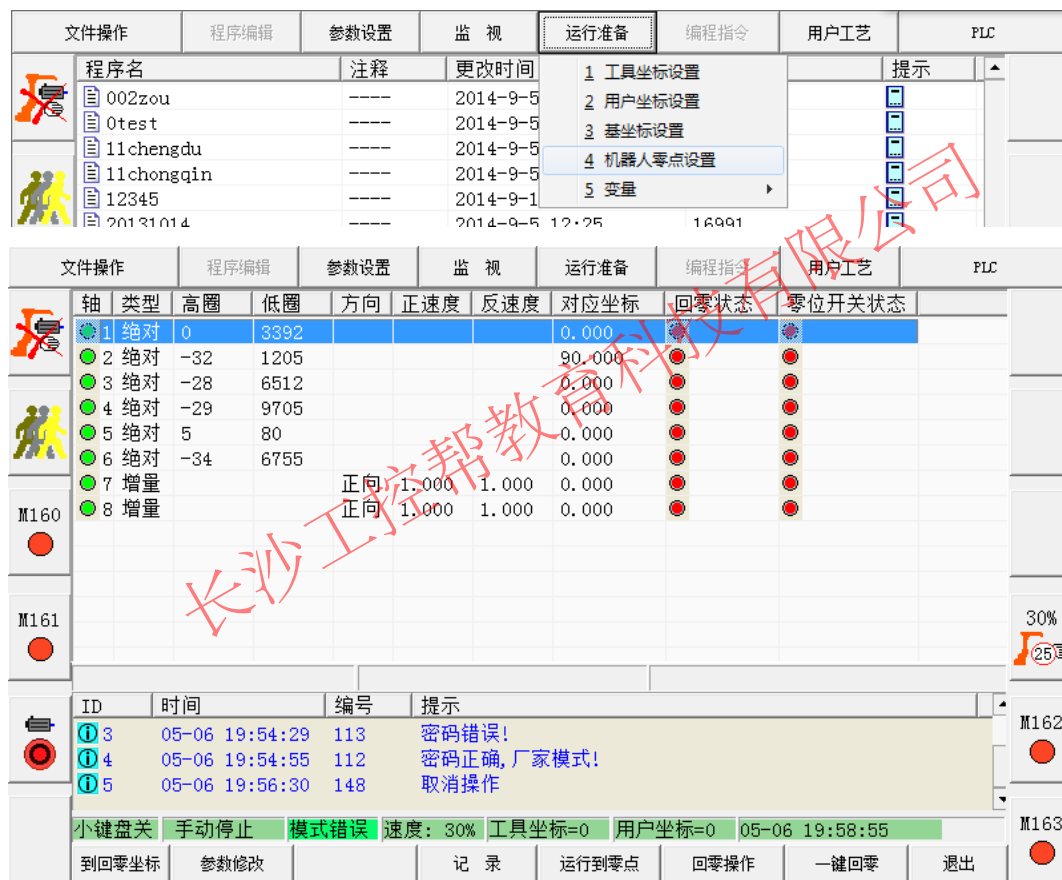 文件操作 程序编辑 参数设置 监 视 运行准备 编程指令 用户工艺 PLC
程序名 注释 更改时间 提示
002zou ---- 2014-9-5
0test ---- 2014-9-5
11chengdu ---- 2014-9-5
11chongqin ---- 2014-9-5
12345 ---- 2014-9-1
20131014 ---- 2014-9-5 12:25 16991
1 工具坐标设置
2 用户坐标设置
3 基坐标设置
4 机器人零点设置
5 变量
文件操作 程序编辑 参数设置 监 视 运行准备 编程指令 用户工艺 PLC
轴 类型 高圈 低圈 方向 正速度 反速度 对应坐标 回零状态 零位开关状态
1 绝对 0 3392 0.000
2 绝对 -32 1205 90.000
3 绝对 -28 6512 0.000
4 绝对 -29 9705 0.000
5 绝对 5 80 -0.000
6 绝对 -34 6755 0.000
7 增量 正向 1.000 1.000 0.000
8 增量 正向 1.000 1.000 0.000
M160
M161
30%
25
M162
M163
ID 时间 编号 提示
3 05-06 19:54:29 113 密码错误!
4 05-06 19:54:55 112 密码正确,厂家模式!
5 05-06 19:56:30 148 取消操作
小键盘关 手动停止 模式错误 速度: 30% 工具坐标=0 用户坐标=0 05-06 19:58:55
到回零坐标 参数修改 记 录 运行到零点 回零操作 一键回零 退出
长沙工控帮教育科技有限公司